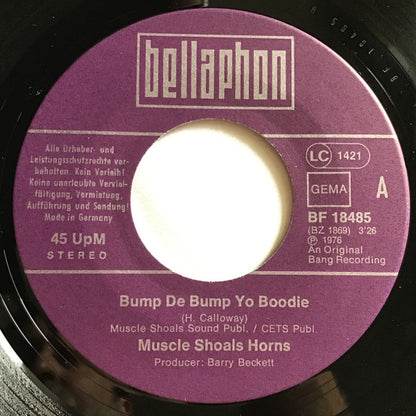 bellaphon
Alle Urheber- und
Leistungsschutzrechte vor-
behalten. Kein Verleih!
Keine unerlaubte Verviel-
fältigung, Vermietung,
Aufführung und Sendung!
Made in Germany
45 UpM
STEREO
LC 1421
GEMA
A
BF 18485
(BZ 1869) 3'26
Ⓟ 1976
An Original
Bang Recording
Bump De Bump Yo Boodie
(H. Calloway)
Muscle Shoals Sound Publ. / CETS Publ.
Muscle Shoals Horns
Producer: Barry Beckett